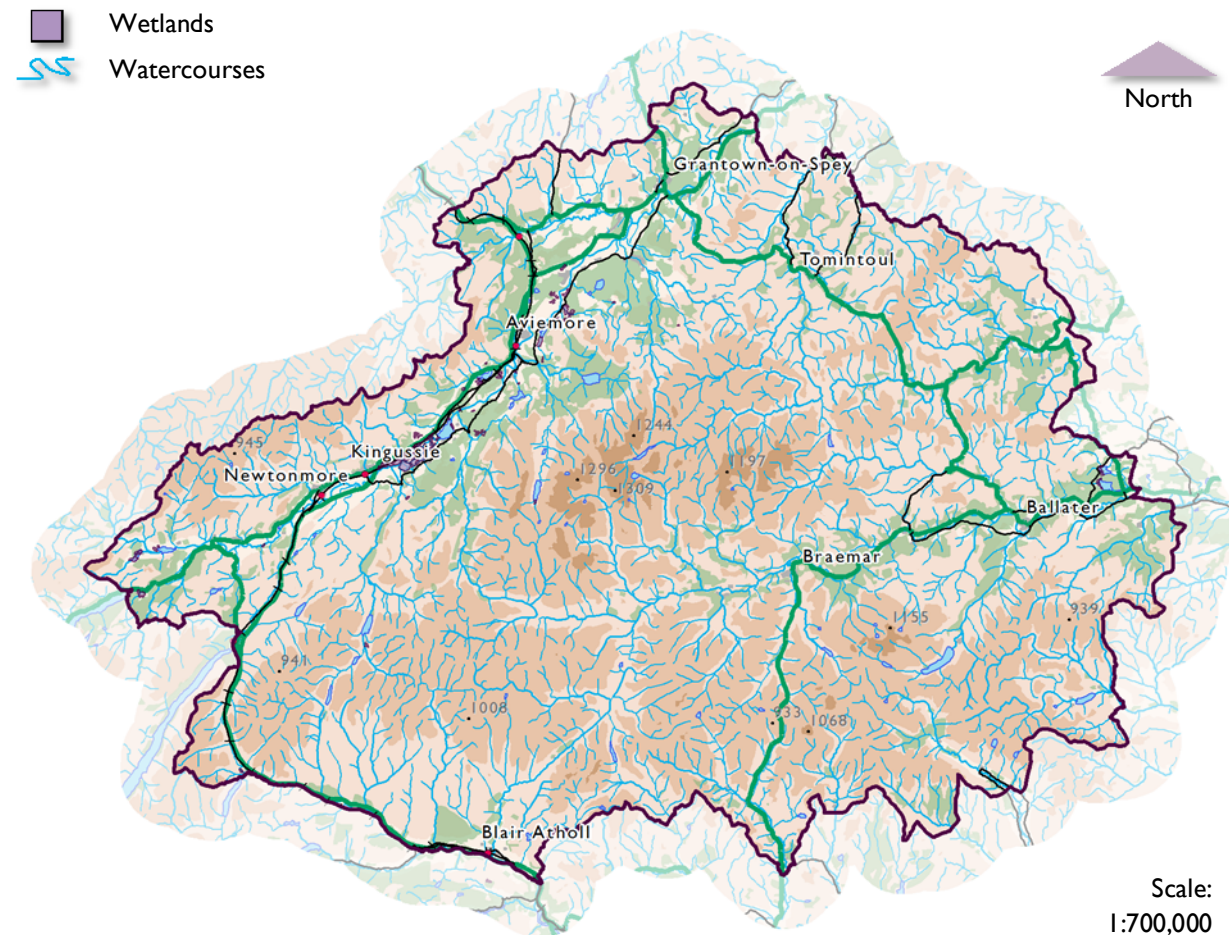 Wetlands
Watercourses
North
Grantown-on-Spey
Tomintoul
Aviemore
1244
945
Kingussie
1296
1197
Newtonmore
1309
Ballater
Braemar
939
1155
941
1008
933
1068
Blair Atholl
Scale:
1:700,000